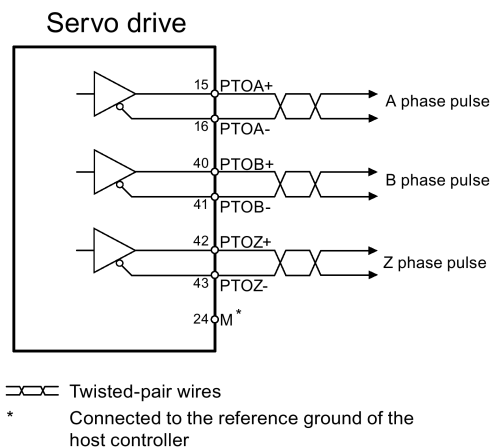 Servo drive
15 PTOA+
A phase pulse
16 PTOA-
40 PTOB+
B phase pulse
41 PTOB-
42 PTOZ+
Z phase pulse
43 PTOZ-
24 M*
Twisted-pair wires
* Connected to the reference ground of the
host controller